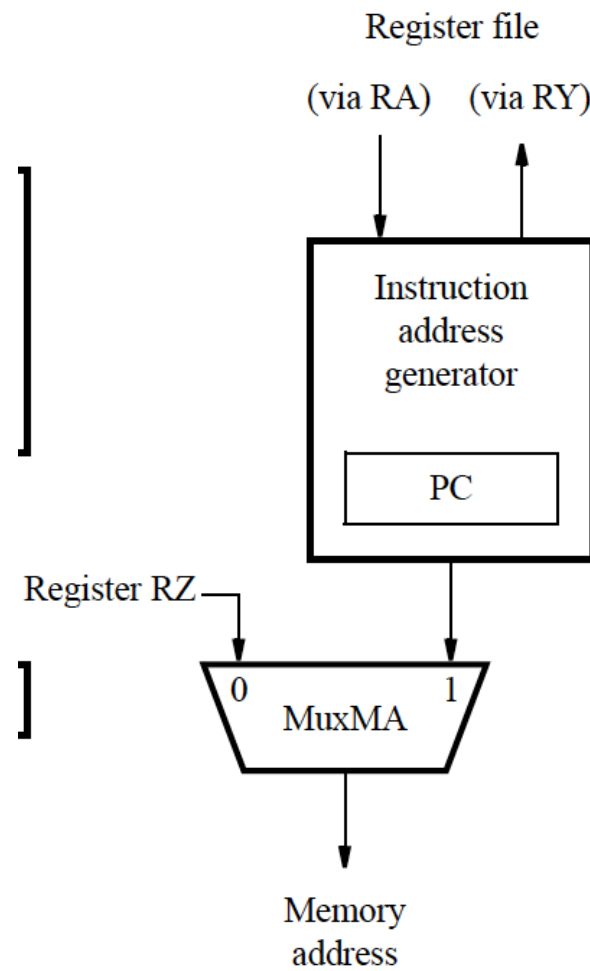 Register file
(via RA) (via RY)
Instruction
address
generator
PC
Register RZ
0 1
MuxMA
Memory
address